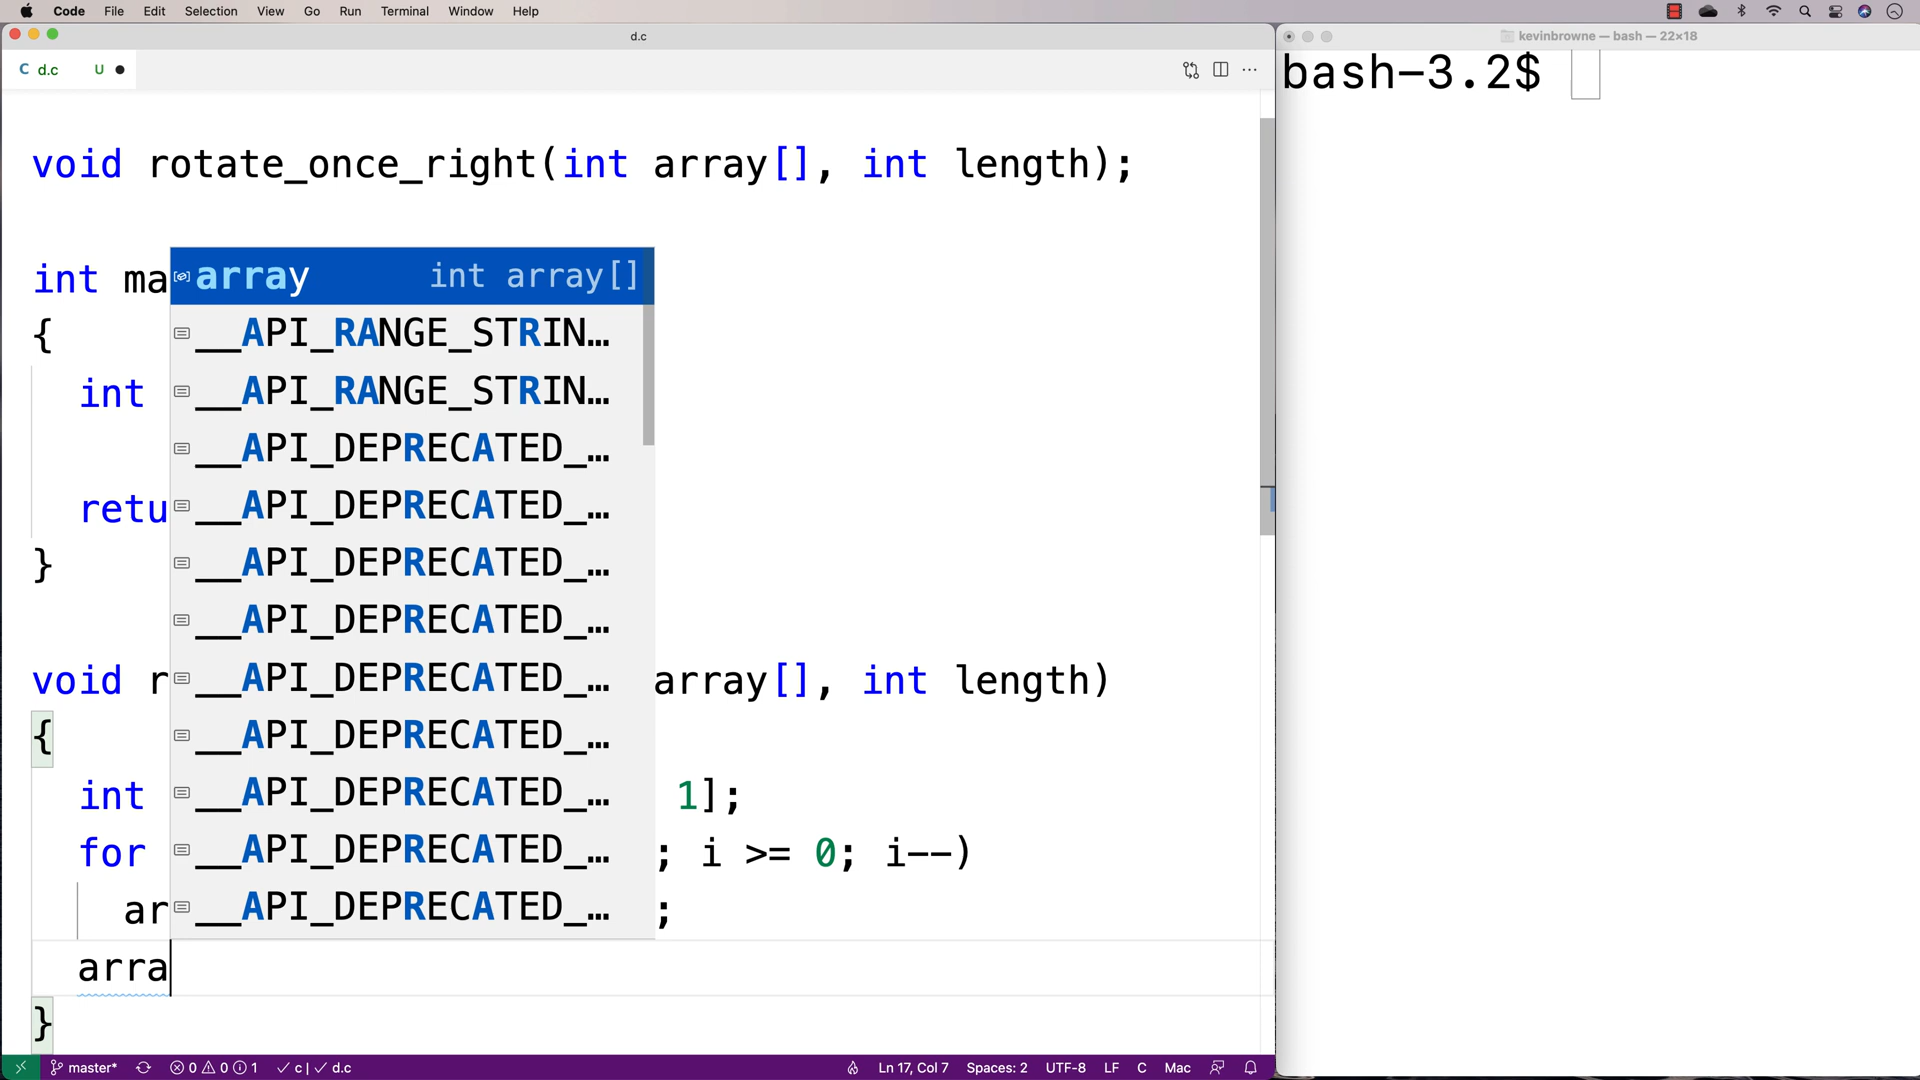 Code File Edit Selection View Go Run Terminal Window Help
d.c
kevinbrowne — bash — 22×18
C d.c U
bash-3.2$
void rotate_once_right(int array[], int length);
int ma
{
int
retu
}
array int array[]
__API_RANGE_STRIN…
__API_RANGE_STRIN…
__API_DEPRECATED_…
__API_DEPRECATED_…
__API_DEPRECATED_…
__API_DEPRECATED_…
__API_DEPRECATED_…
__API_DEPRECATED_…
__API_DEPRECATED_…
__API_DEPRECATED_…
__API_DEPRECATED_…
void r array[], int length)
{
int 1];
for ; i >= 0; i--)
ar ;
arra
}
master* 0 0 1 c | d.c Ln 17, Col 7 Spaces: 2 UTF-8 LF C Mac